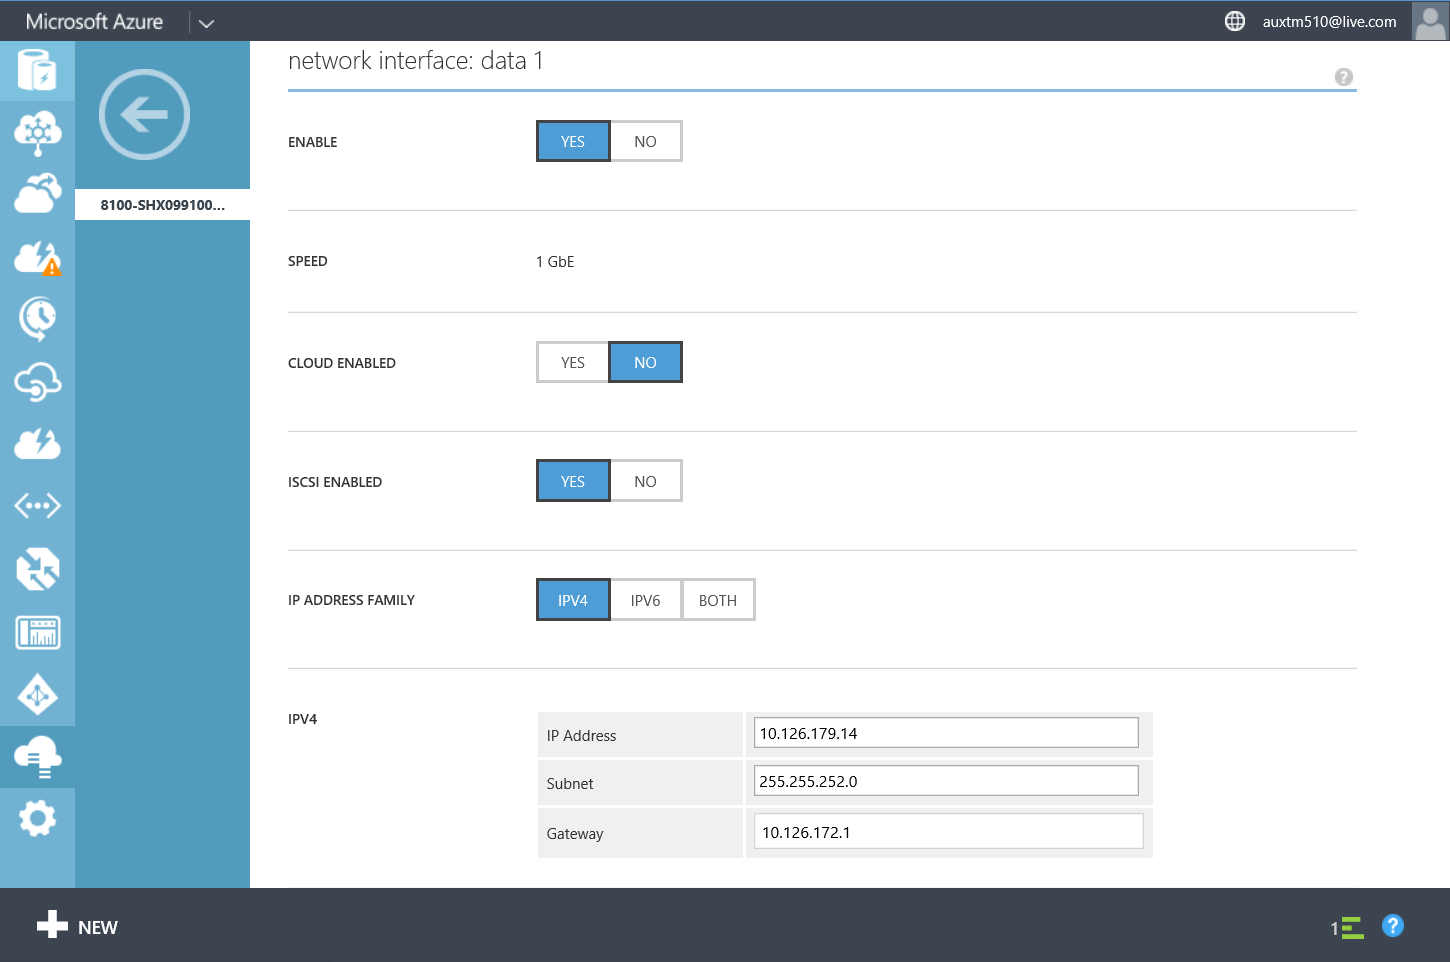 Microsoft Azure
auxtm510@live.com
network interface: data 1
?
8100-SHX099100...
ENABLE YES NO
SPEED 1 GbE
CLOUD ENABLED YES NO
ISCSI ENABLED YES NO
IP ADDRESS FAMILY IPV4 IPV6 BOTH
IPV4
IP Address 10.126.179.14
Subnet 255.255.252.0
Gateway 10.126.172.1
NEW
1
?